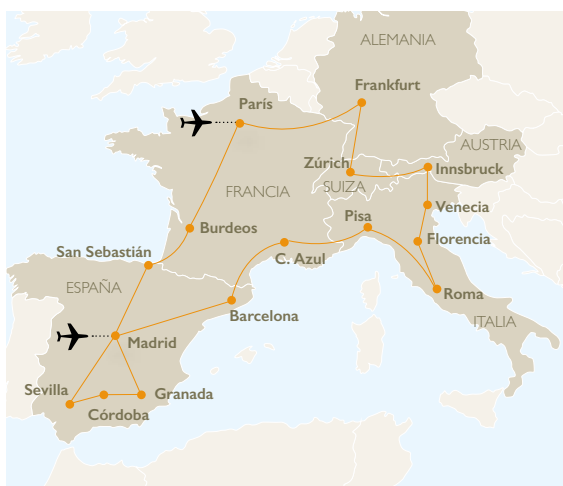 ALEMANIA
Frankfurt
París
AUSTRIA
Zúrich
Innsbruck
SUIZA
FRANCIA
Venecia
Pisa
Burdeos
Florencia
San Sebastián
C. Azul
ESPAÑA
Roma
Barcelona
ITALIA
Madrid
Sevilla
Granada
Córdoba